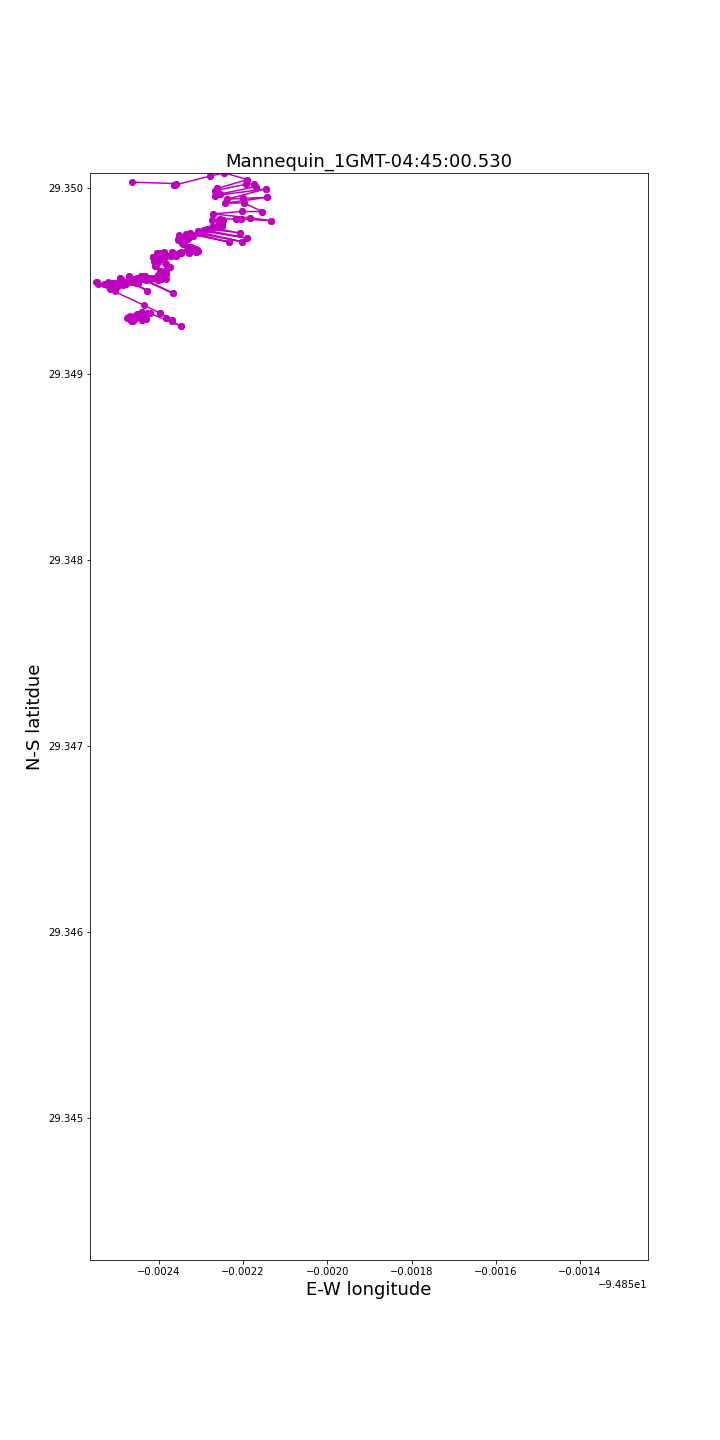 Mannequin_1GMT-04:45:00.530
29.350
29.349
29.348
29.347
29.346
29.345
N-S latitdue
−0.0024 −0.0022 −0.0020 −0.0018 −0.0016 −0.0014
−9.485e1
E-W longitude